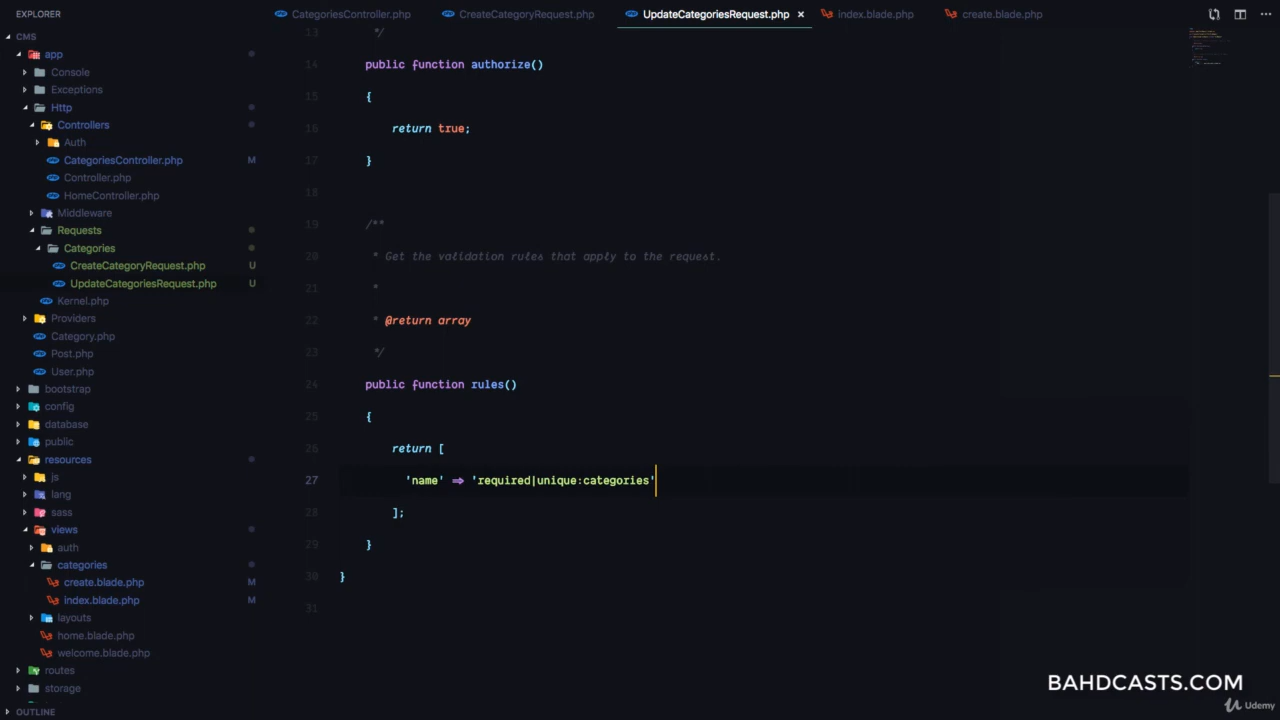 EXPLORER
CategoriesController.php
CreateCategoryRequest.php
UpdateCategoriesRequest.php ×
index.blade.php
create.blade.php
CMS
app
Console
Exceptions
Http
Controllers
Auth
CategoriesController.php M
Controller.php
HomeController.php
Middleware
Requests
Categories
CreateCategoryRequest.php U
UpdateCategoriesRequest.php U
Kernel.php
Providers
Category.php
Post.php
User.php
bootstrap
config
database
public
resources
js
lang
sass
views
auth
categories
create.blade.php M
index.blade.php M
layouts
home.blade.php
welcome.blade.php
routes
storage
OUTLINE
13 */
14 public function authorize()
15 {
16 return true;
17 }
18
19 /**
20 * Get the validation rules that apply to the request.
21 *
22 * @return array
23 */
24 public function rules()
25 {
26 return [
27 'name' => 'required|unique:categories'
28 ];
29 }
30 }
31
BAHDCASTS.COM
Udemy